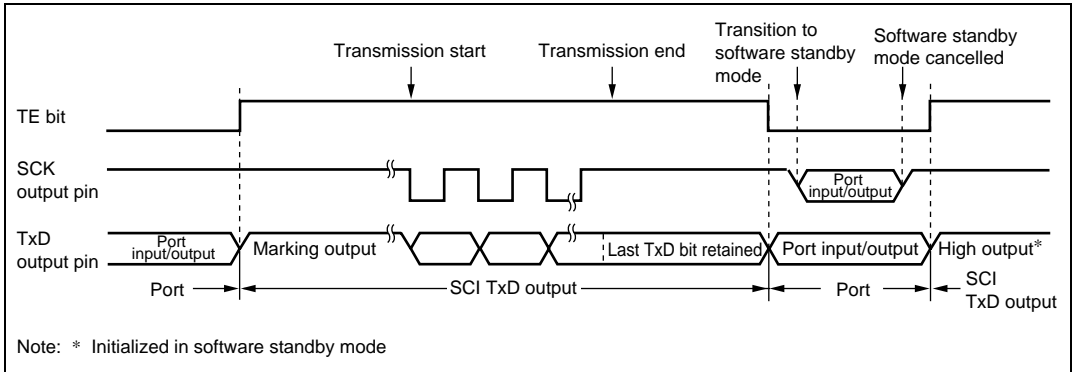 Transmission start
Transmission end
Transition to
software standby
mode
Software standby
mode cancelled
TE bit
SCK
output pin
Port
input/output
TxD
output pin
Port
input/output
Marking output
Last TxD bit retained
Port input/output
High output*
Port
SCI TxD output
Port
SCI
TxD output
Note: * Initialized in software standby mode